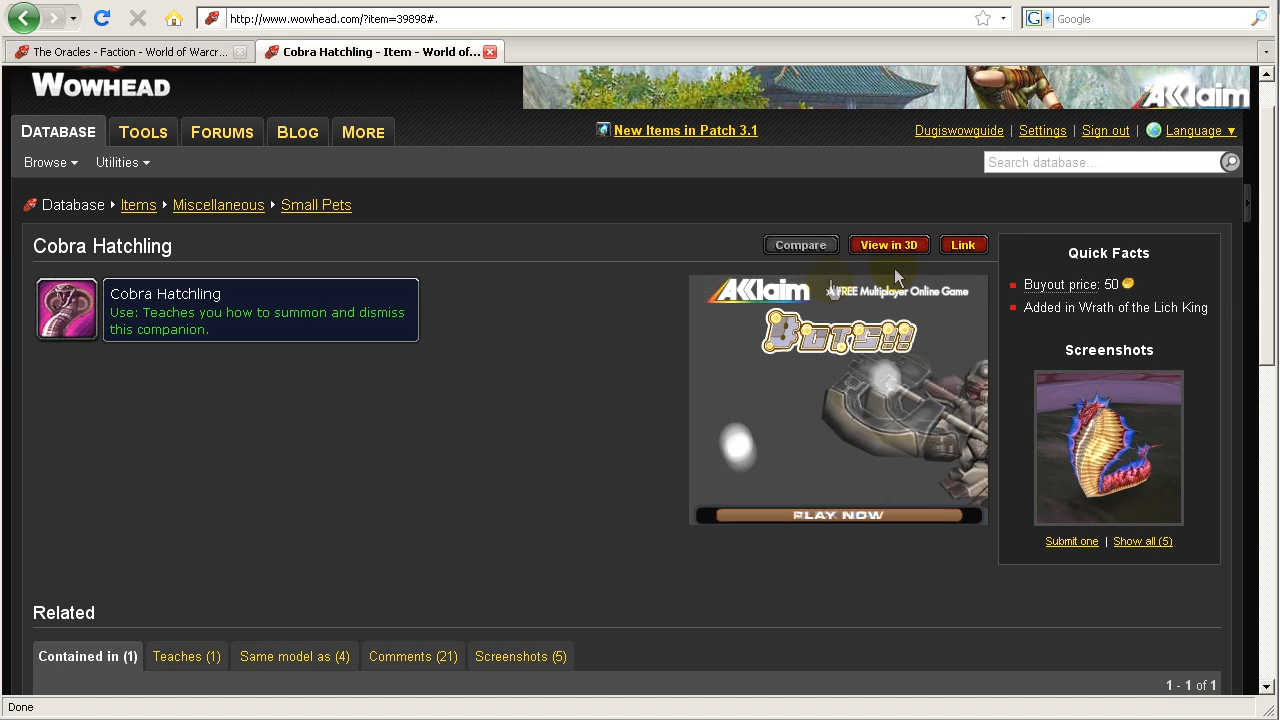 http://www.wowhead.com/?item=39898#.
Google
The Oracles - Faction - World of Warcr...
Cobra Hatchling - Item - World of...
WOWHEAD
AKKlaim
DATABASE
TOOLS
FORUMS
BLOG
MORE
New Items in Patch 3.1
Dugiswowguide | Settings | Sign out | Language ▼
Browse ▾ Utilities ▾
Search database...
Database ▸ Items ▸ Miscellaneous ▸ Small Pets
Cobra Hatchling
Compare
View in 3D
Link
Quick Facts
Buyout price: 50
Added in Wrath of the Lich King
Cobra Hatchling
Use: Teaches you how to summon and dismiss
this companion.
AKKlaim
A FREE Multiplayer Online Game
BOTS!!
PLAY NOW
Screenshots
Submit one | Show all (5)
Related
Contained in (1)
Teaches (1)
Same model as (4)
Comments (21)
Screenshots (5)
1 - 1 of 1
Done